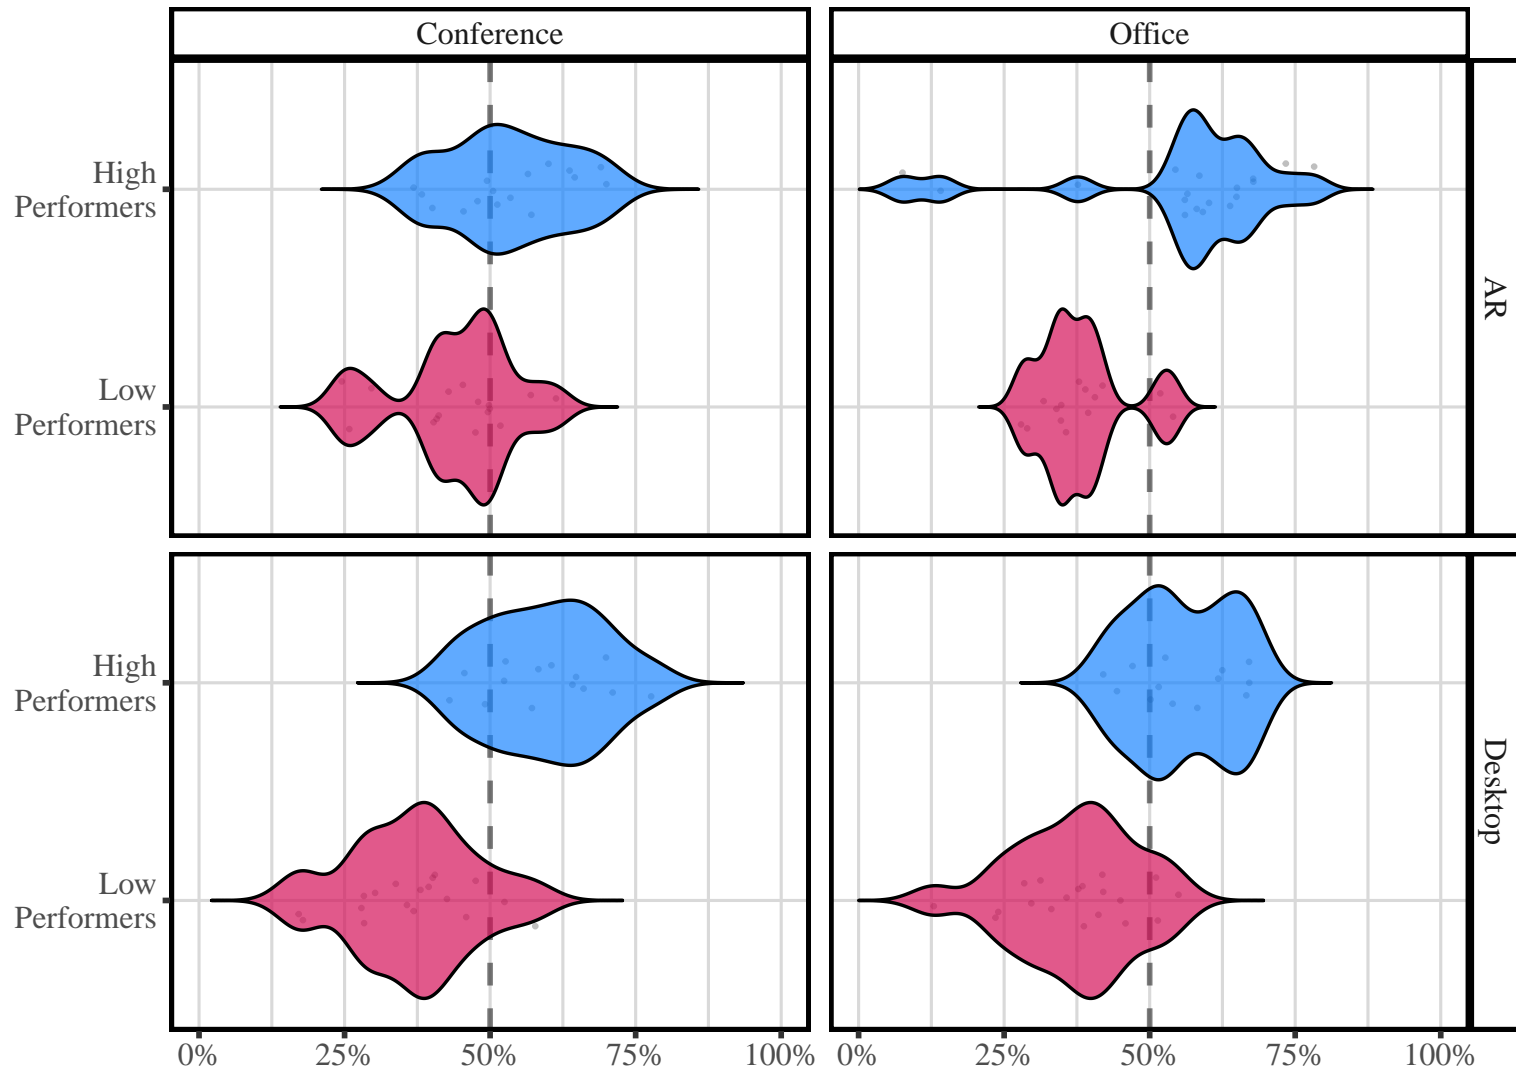 Conference
Office
High
Performers
Low
Performers
AR
High
Performers
Low
Performers
Desktop
0%
25%
50%
75%
100%
0%
25%
50%
75%
100%